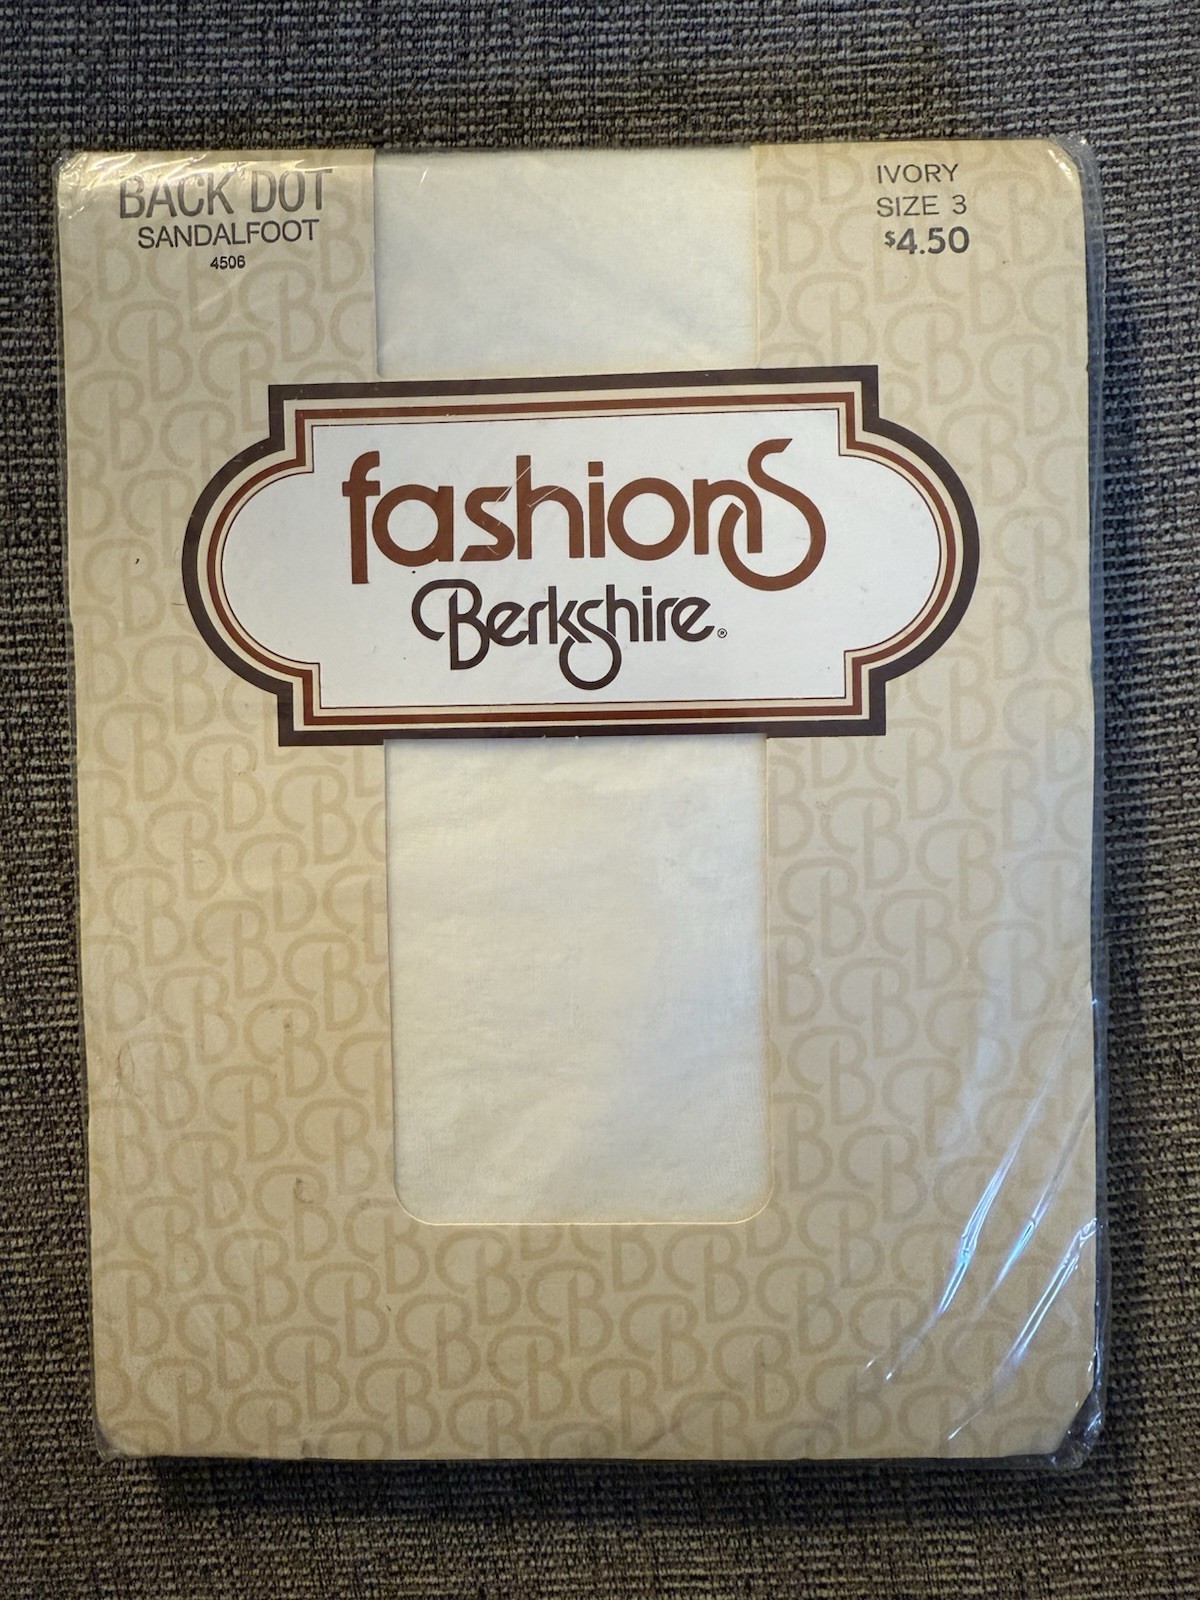 BACK DOT
SANDALFOOT
4506
IVORY
SIZE 3
$4.50
fashionS
Berkshire®